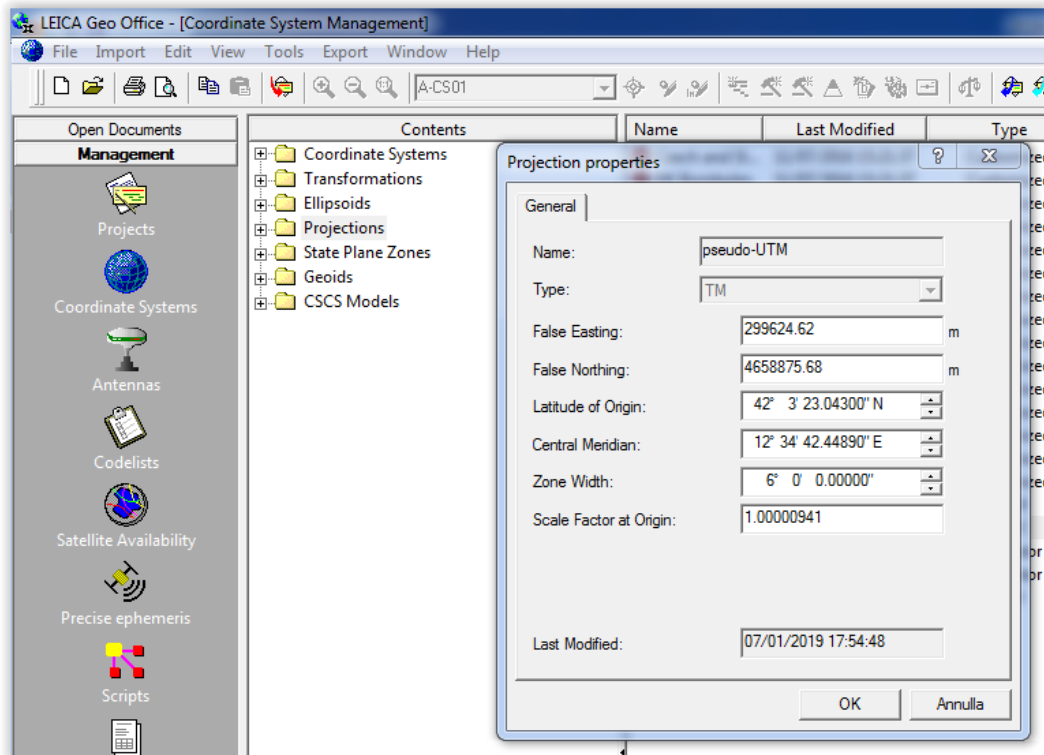 LEICA Geo Office - [Coordinate System Management]
File Import Edit View Tools Export Window Help
A-CS01
Open Documents
Management
Projects
Coordinate Systems
Antennas
Codelists
Satellite Availability
Precise ephemeris
Scripts
Contents
Coordinate Systems
Transformations
Ellipsoids
Projections
State Plane Zones
Geoids
CSCS Models
Name Last Modified Type
Projection properties
General
Name: pseudo-UTM
Type: TM
False Easting: 299624.62 m
False Northing: 4658875.68 m
Latitude of Origin: 42° 3' 23.04300" N
Central Meridian: 12° 34' 42.44890" E
Zone Width: 6° 0' 0.00000"
Scale Factor at Origin: 1.00000941
Last Modified: 07/01/2019 17:54:48
OK Annulla